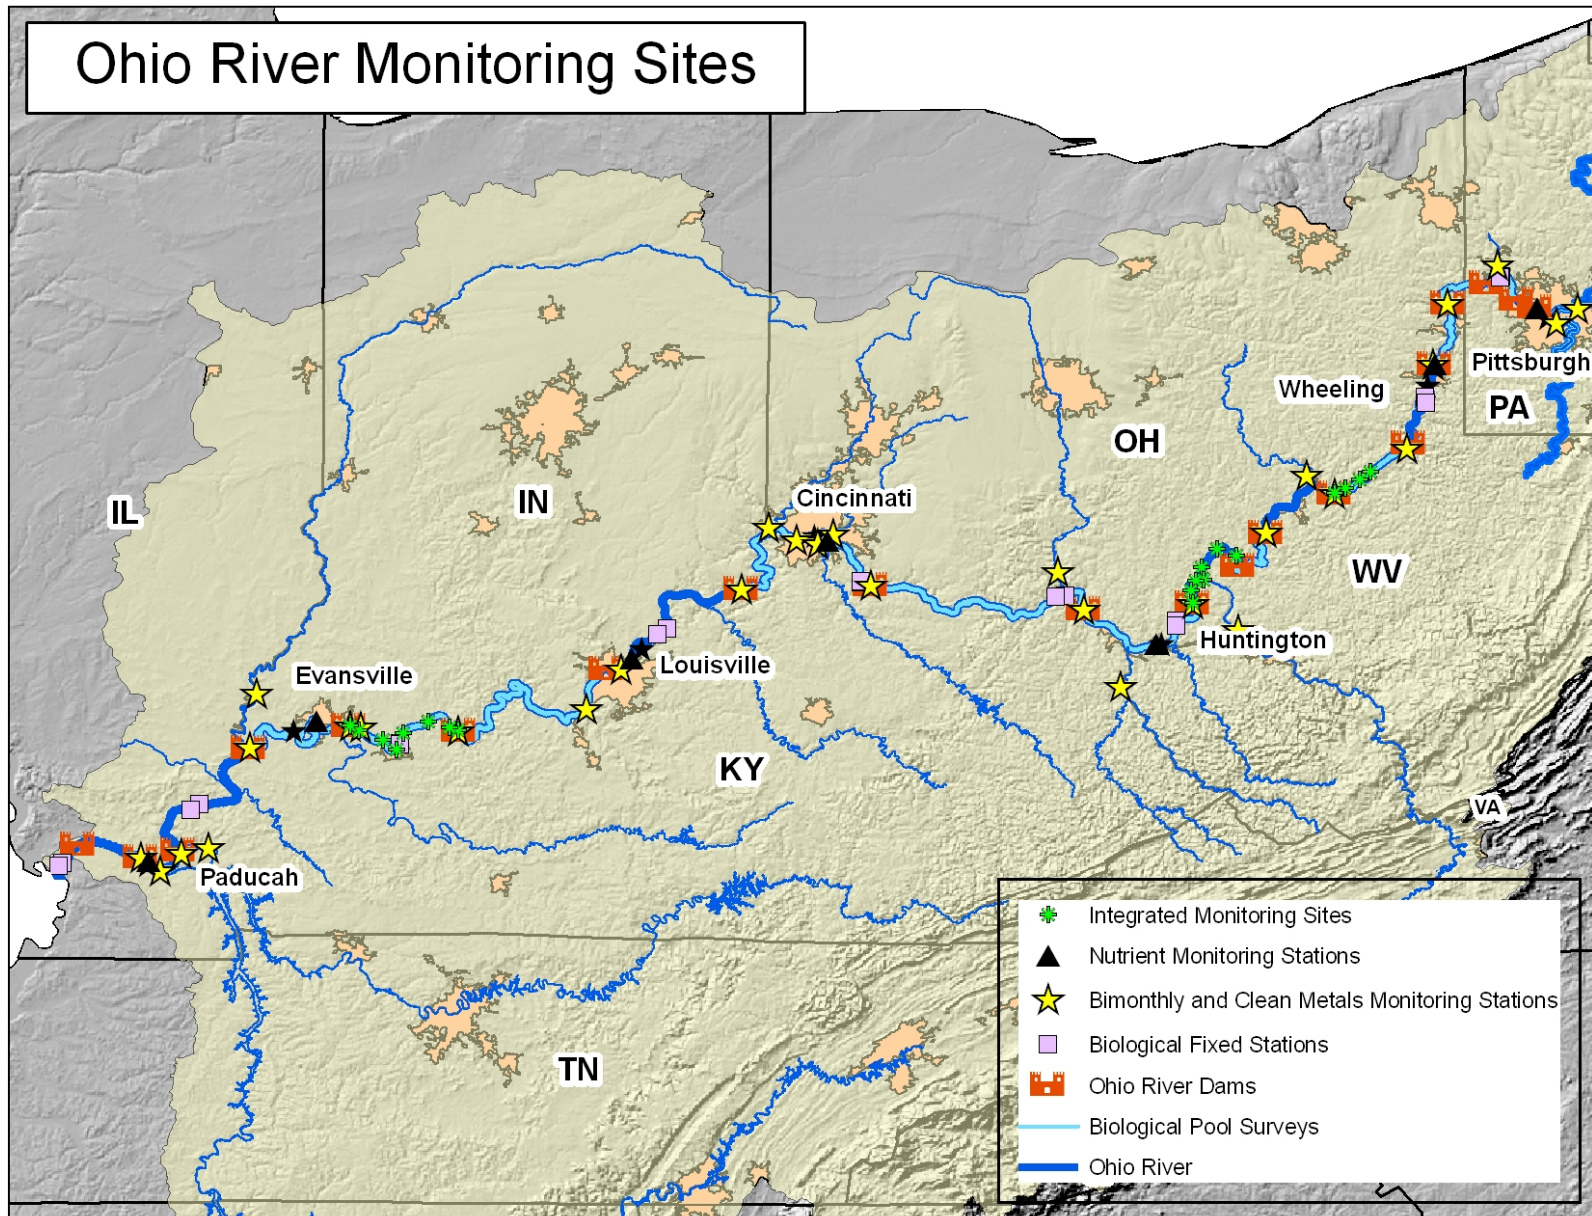 Ohio River Monitoring Sites
Pittsburgh
Wheeling
PA
OH
Cincinnati
IN
IL
WV
Huntington
Louisville
Evansville
KY
VA
Paducah
TN
Integrated Monitoring Sites
Nutrient Monitoring Stations
Bimonthly and Clean Metals Monitoring Stations
Biological Fixed Stations
Ohio River Dams
Biological Pool Surveys
Ohio River